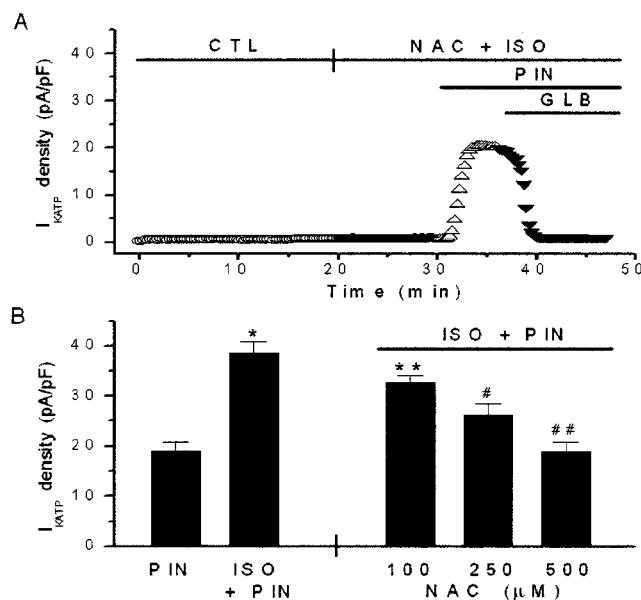 A
CTL NAC + ISO
PIN
GLB
I_KATP density (pA/pF)
40
30
20
10
0
0 10 20 30 40 50
Time (min)
B
ISO + PIN
I_KATP density (pA/pF)
40
30
20
10
0
* ** # ##
PIN ISO 100 250 500
+ PIN NAC (μM)